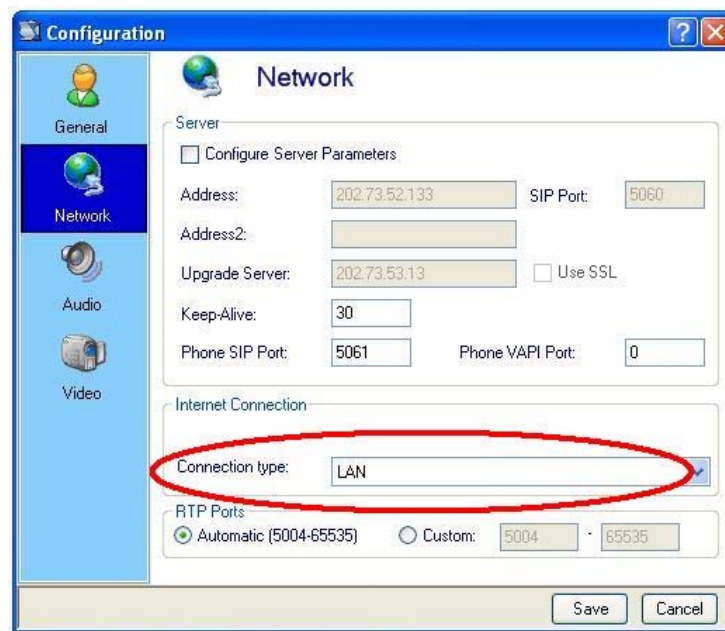 Configuration
General
Network
Audio
Video
Network
Server
Configure Server Parameters
Address: 202.73.52.133 SIP Port: 5060
Address2:
Upgrade Server: 202.73.53.13 Use SSL
Keep-Alive: 30
Phone SIP Port: 5061 Phone VAPI Port: 0
Internet Connection
Connection type: LAN
RTP Ports
Automatic (5004-65535) Custom: 5004 - 65535
Save Cancel